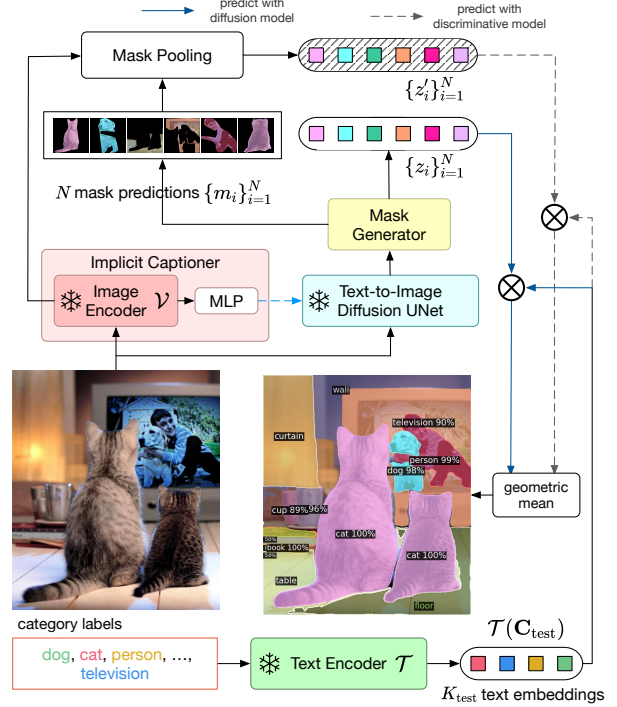 predict with
diffusion model
predict with
discriminative model
Mask Pooling
{z'_i}^N_{i=1}
{z_i}^N_{i=1}
N mask predictions {m_i}^N_{i=1}
Mask
Generator
Implicit Captioner
Image
Encoder 𝒱
MLP
Text-to-Image
Diffusion UNet
wall
television 90%
curtain
person 99%
dog 98%
cup 89%
96%
cat 100%
50%
book 100%
54%
cat 100%
table
floor
geometric
mean
category labels
dog, cat, person, ...,
television
Text Encoder 𝒯
𝒯(C_test)
K_test text embeddings